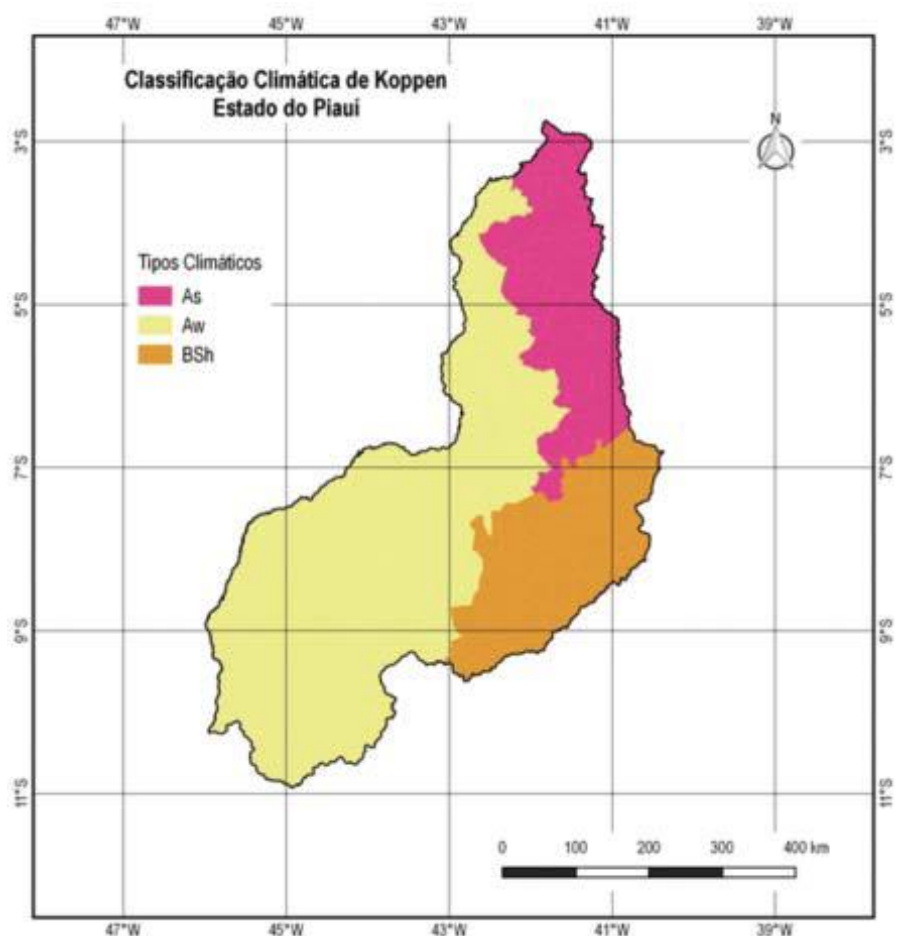 47°W 45°W 43°W 41°W 39°W
Classificação Climática de Koppen
Estado do Piauí
N
3°S 3°S
Tipos Climáticos
As
Aw
BSh
5°S 5°S
7°S 7°S
9°S 9°S
11°S 11°S
0 100 200 300 400 km
47°W 45°W 43°W 41°W 39°W